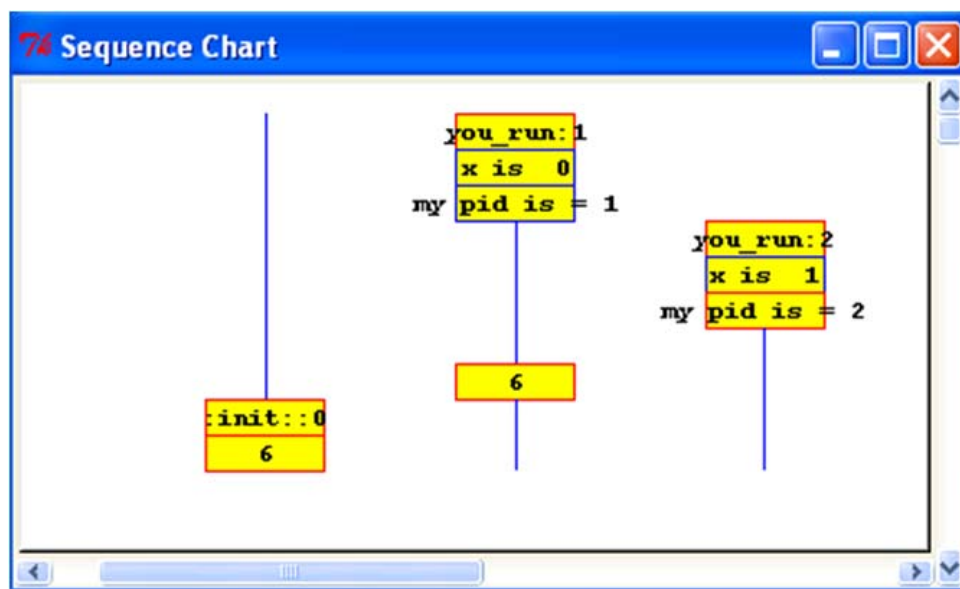 Sequence Chart
you_run:1
x is 0
my pid is = 1
you_run:2
x is 1
my pid is = 2
6
:init::0
6